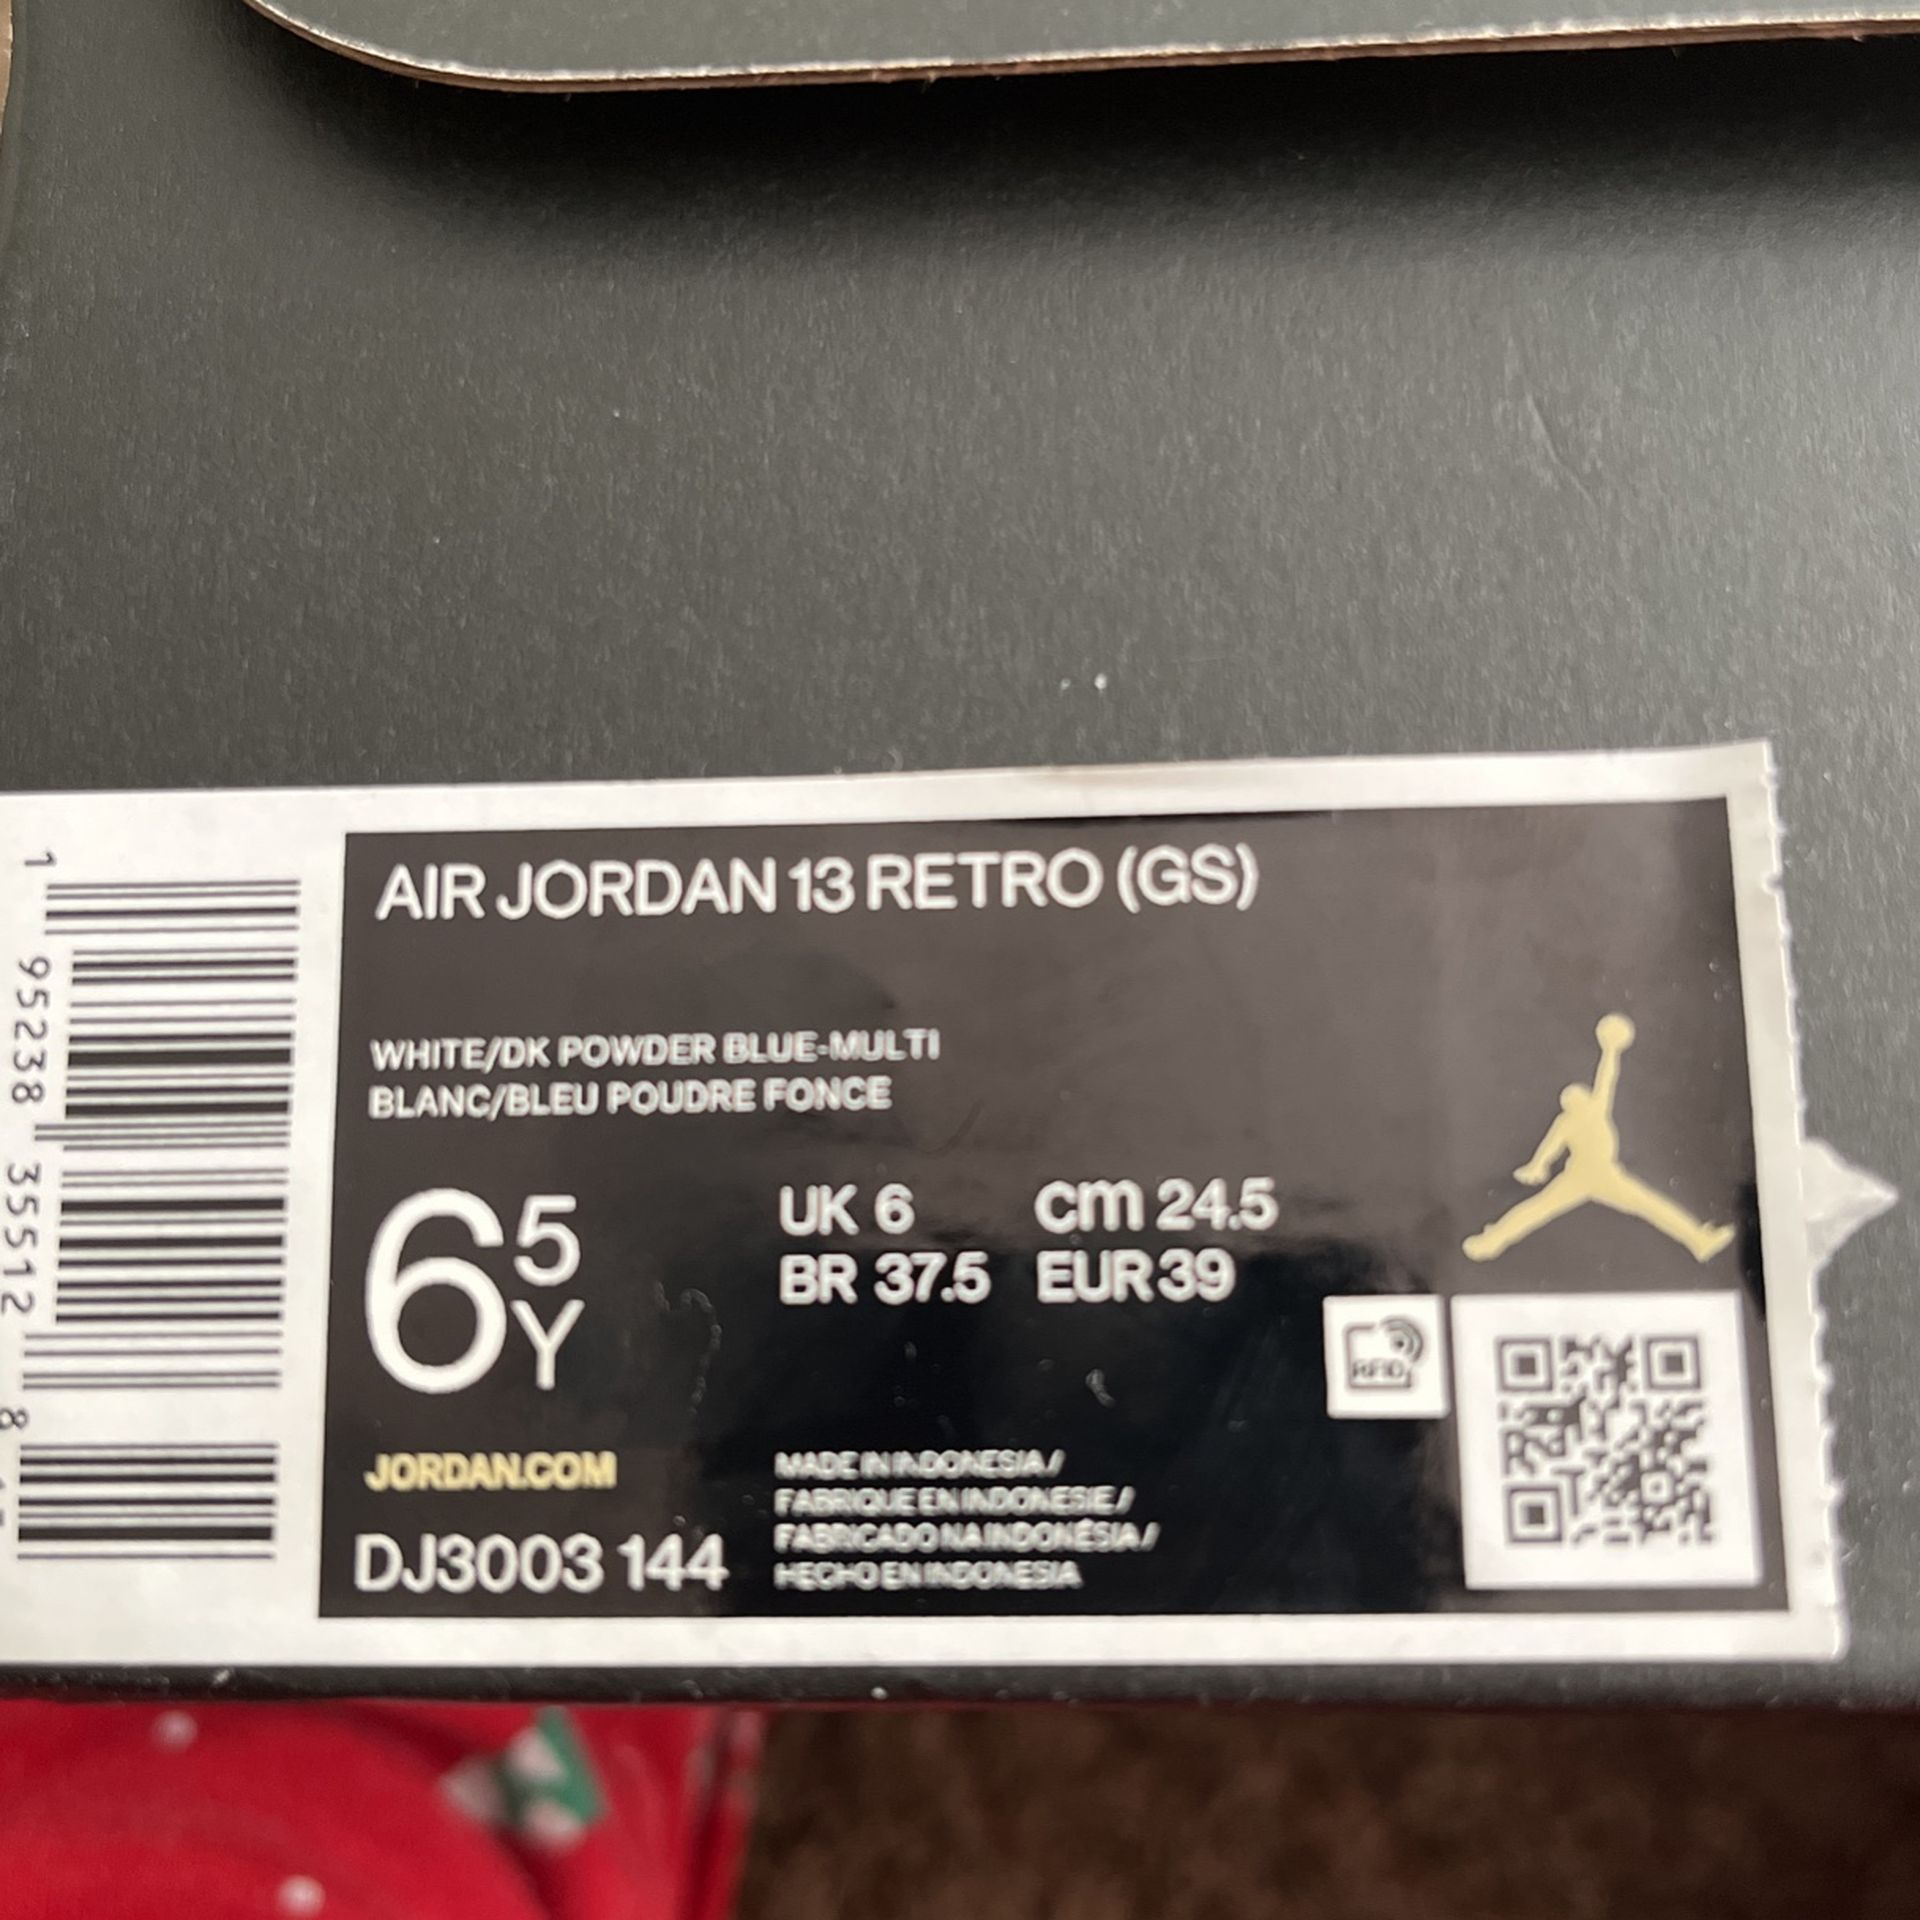 AIR JORDAN 13 RETRO (GS)
WHITE/DK POWDER BLUE-MULTI
BLANC/BLEU POUDRE FONCE
6 5 Y
UK 6 cm 24.5
BR 37.5 EUR 39
RFID
JORDAN.COM
DJ3003 144
MADE IN INDONESIA /
FABRIQUE EN INDONESIE /
FABRICADO NA INDONÉSIA /
HECHO EN INDONESIA
1 95238 35512 8